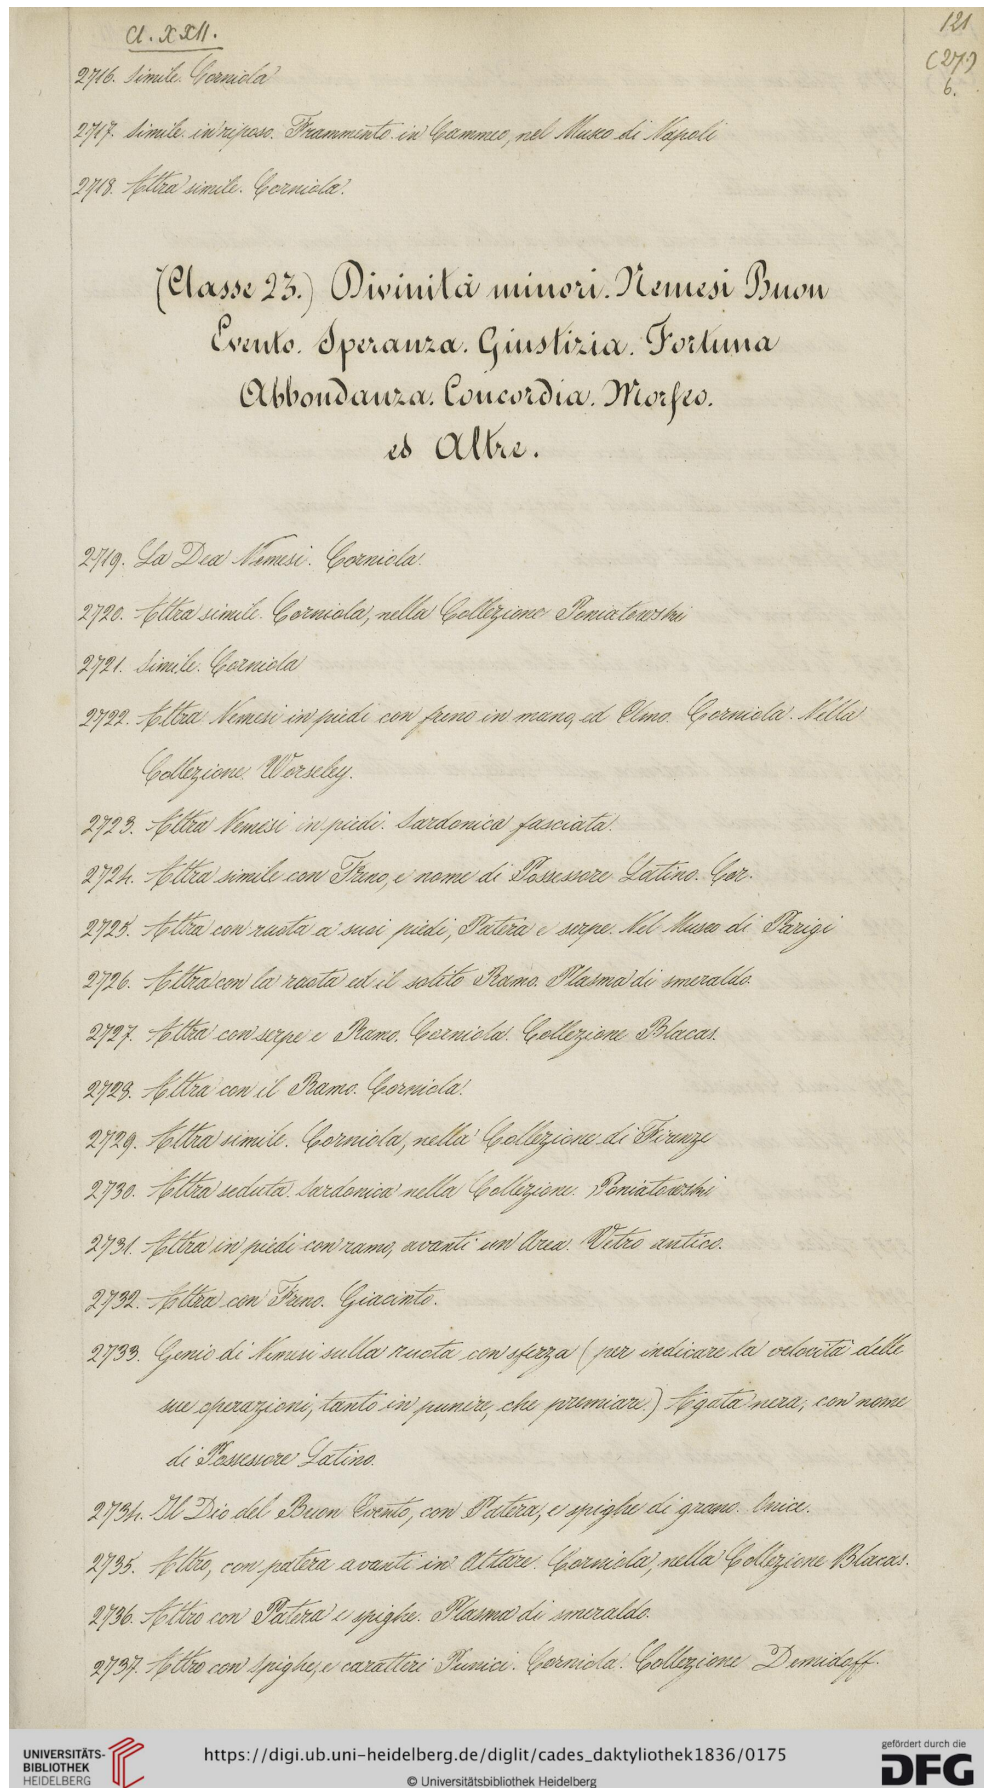 Cl. XXII.
121
(27.)
6.
2716. Simile. Corniola
2717. Simile in riposo. Frammento in Cammeo, nel Museo di Napoli
2718. Altra simile. Corniola.
(Classe 23.) Divinità minori. Nemesi Buon
Evento. Speranza. Giustizia. Fortuna
Abbondanza. Concordia. Morfeo.
ed Altre.
2719. La Dea Nemesi. Corniola.
2720. Altra simile. Corniola, nella Collezione Poniatowski
2721. Simile. Corniola
2722. Altra Nemesi in piedi con freno in mano, ed Olmo. Corniola. Nella
Collezione Worseley.
2723. Altra Nemesi in piedi. Sardonica fasciata.
2724. Altra simile con Freno, e nome di Possessore Latino. Cor.
2725. Altra con ruota a' suoi piedi, Patera e serpe. Nel Museo di Parigi
2726. Altra con la ruota ed il solito Ramo. Plasma di smeraldo.
2727. Altra con serpe e Ramo. Corniola. Collezione Blacas.
2728. Altra con il Ramo. Corniola.
2729. Altra simile. Corniola, nella Collezione di Firenze
2730. Altra seduta. Sardonica nella Collezione Poniatowski
2731. Altra in piedi con ramo, avanti un' Area. Vetro antico.
2732. Altra con Freno. Giacinto.
2733. Genio di Nemesi sulla ruota con sferza (per indicare la velocità delle
sue operazioni, tanto in punire, che premiare.) Agata nera, con nome
di Possessore Latino.
2734. Il Dio del Buon Evento, con Patera, e spighe di grano. Onice.
2735. Altro, con patera avanti in Altare. Corniola, nella Collezione Blacas.
2736. Altro con Patera e spighe. Plasma di smeraldo.
2737. Altro con Spighe, e caratteri Punici. Corniola. Collezione Demidoff.
UNIVERSITÄTS-
BIBLIOTHEK
HEIDELBERG
https://digi.ub.uni-heidelberg.de/diglit/cades_daktyliothek1836/0175
© Universitätsbibliothek Heidelberg
gefördert durch die
DFG